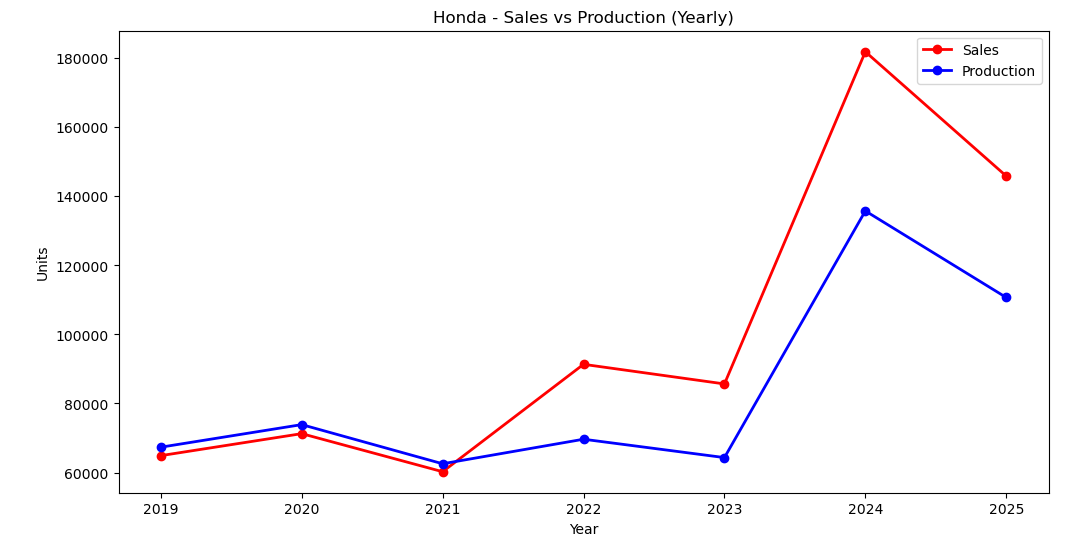 Honda - Sales vs Production (Yearly)
Sales
Production
180000
160000
140000
120000
100000
80000
60000
Units
2019 2020 2021 2022 2023 2024 2025
Year